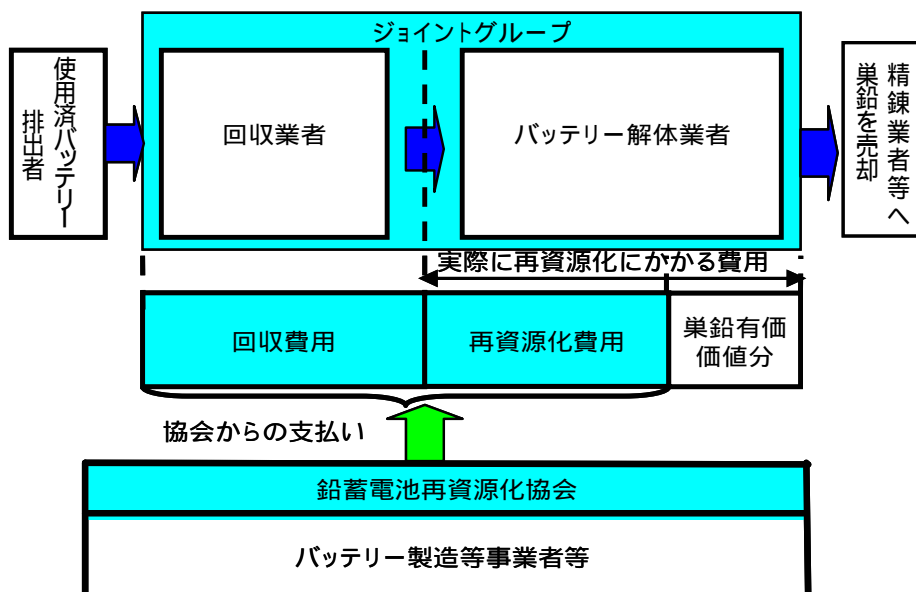 ジョイントグループ
使用済バッテリー
排出者
回収業者
バッテリー解体業者
精錬業者等へ
巣鉛を売却
実際に再資源化にかかる費用
回収費用
再資源化費用
巣鉛有価
価値分
協会からの支払い
鉛蓄電池再資源化協会
バッテリー製造等事業者等